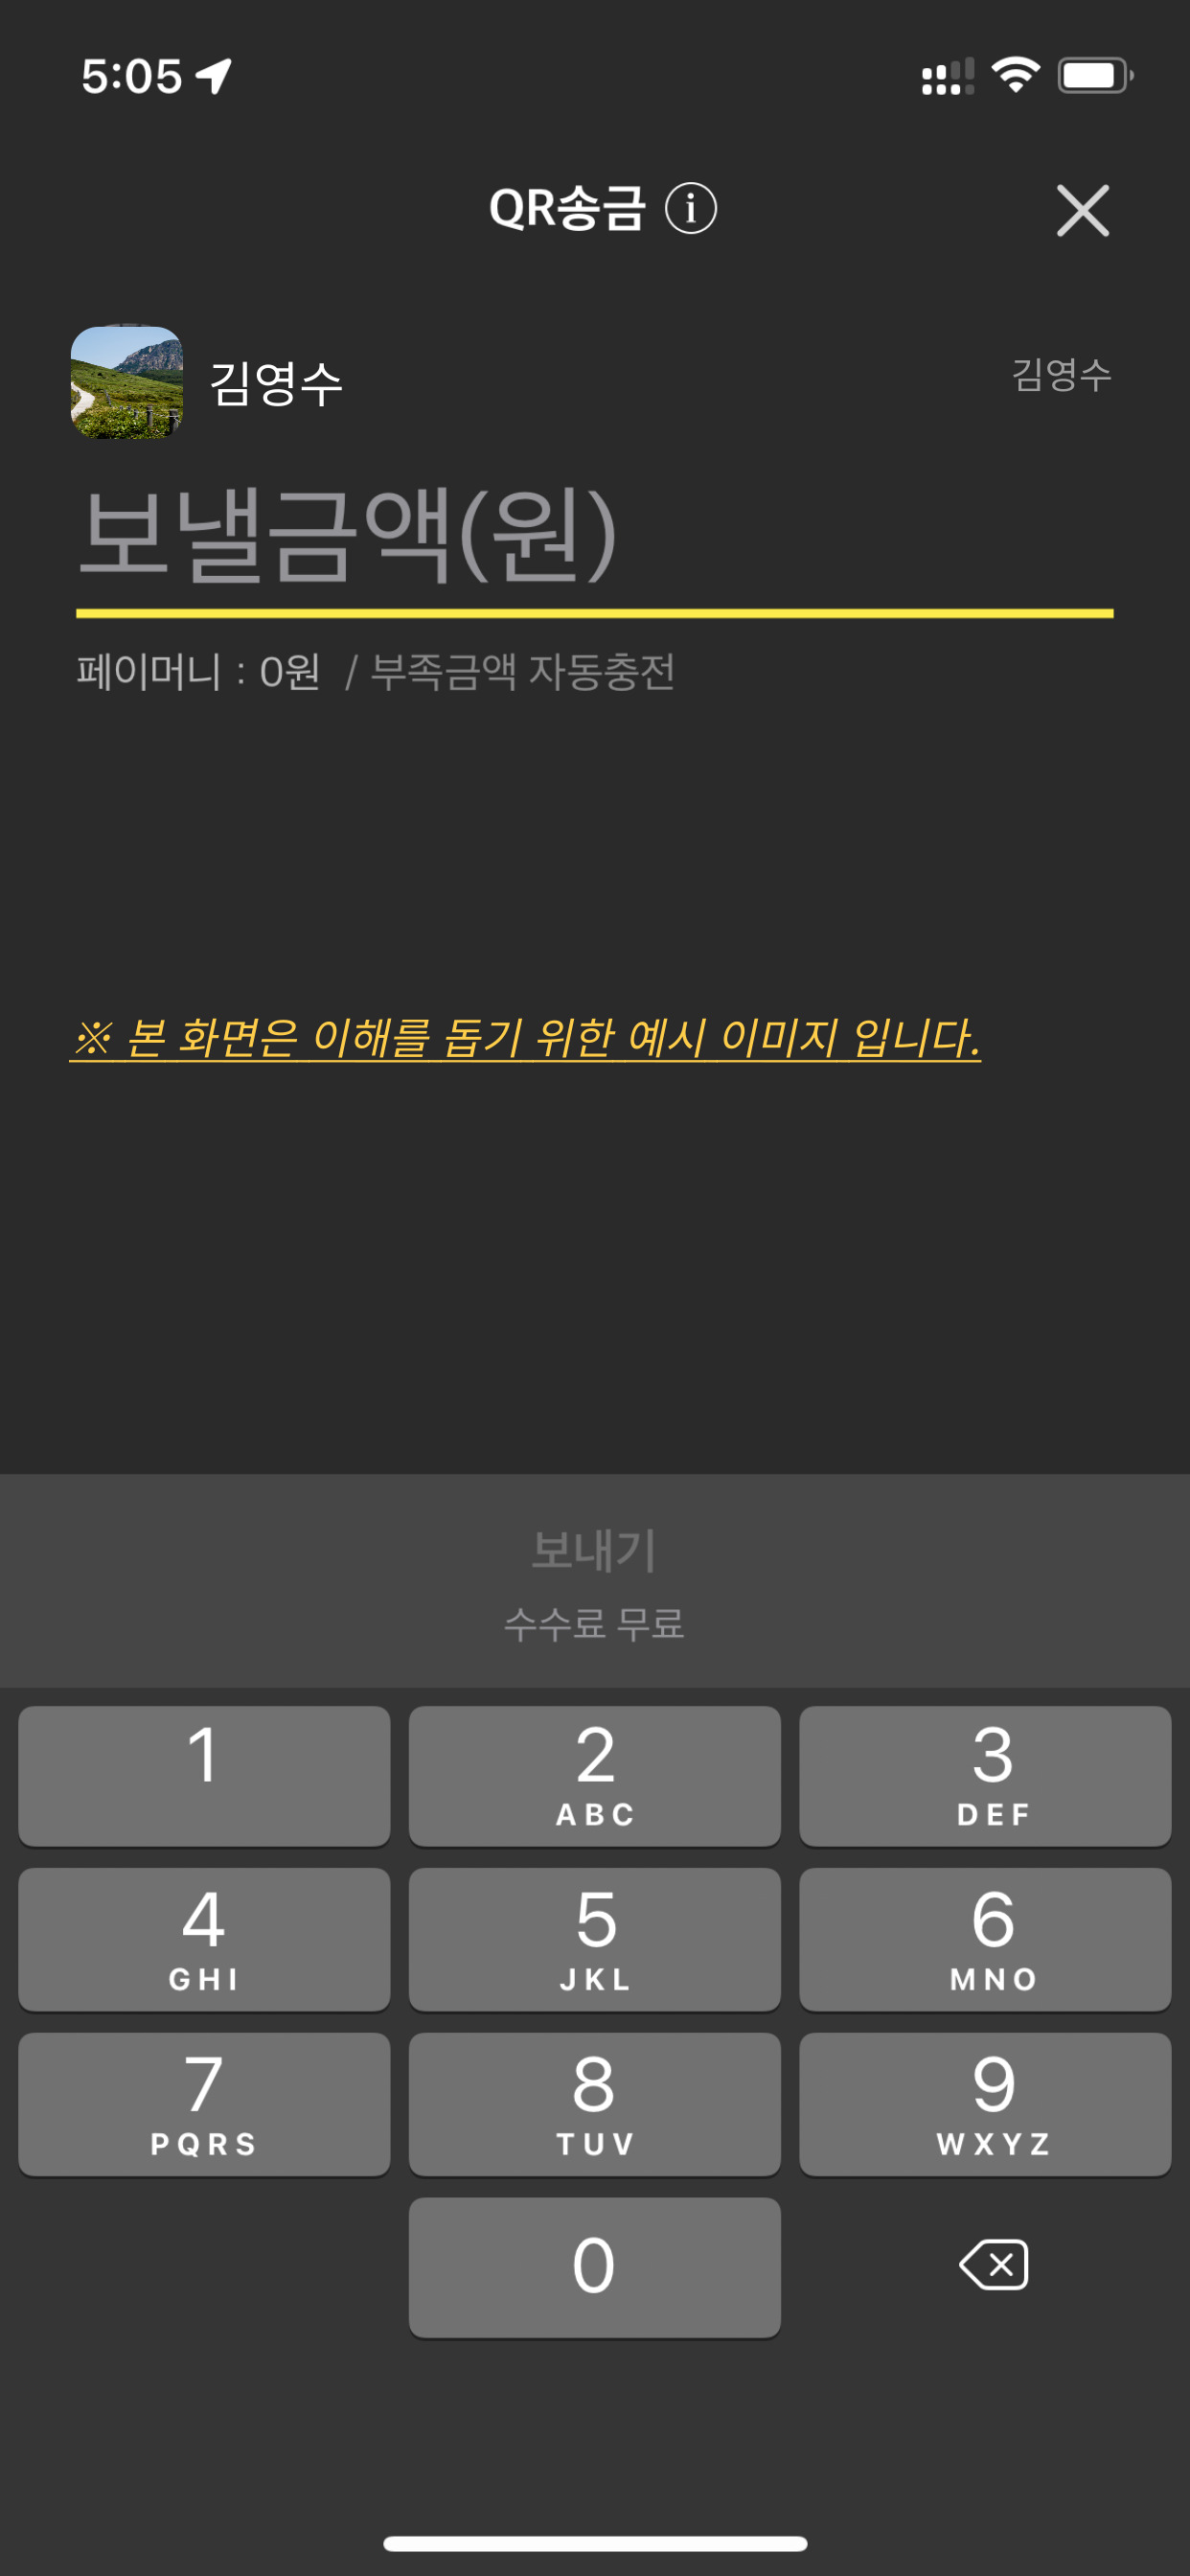 5:05
QR송금 i
김영수 김영수
보낼금액(원)
페이머니 : 0원 / 부족금액 자동충전
※ 본 화면은 이해를 돕기 위한 예시 이미지 입니다.
보내기
수수료 무료
1 2 3
ABC DEF
4 5 6
GHI JKL MNO
7 8 9
PQRS TUV WXYZ
0